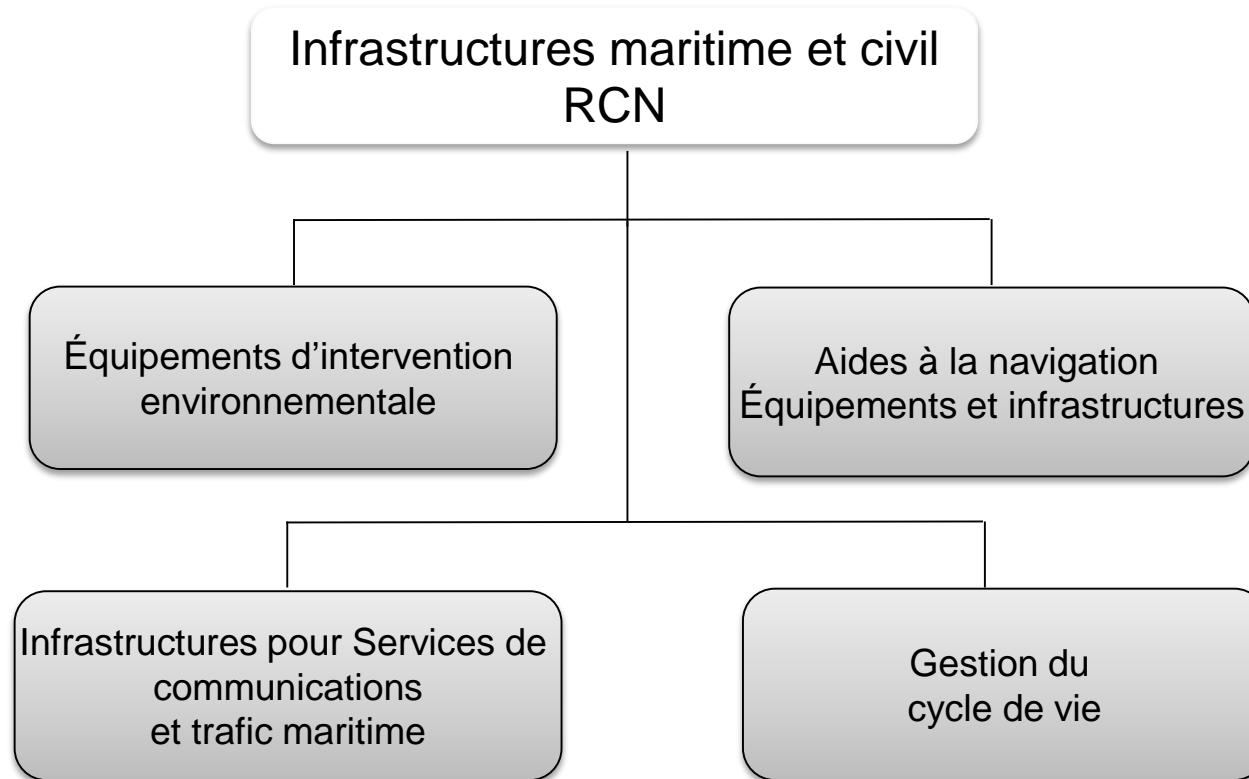 Infrastructures maritime et civil
RCN
Équipements d’intervention
environnementale
Aides à la navigation
Équipements et infrastructures
Infrastructures pour Services de
communications
et trafic maritime
Gestion du
cycle de vie